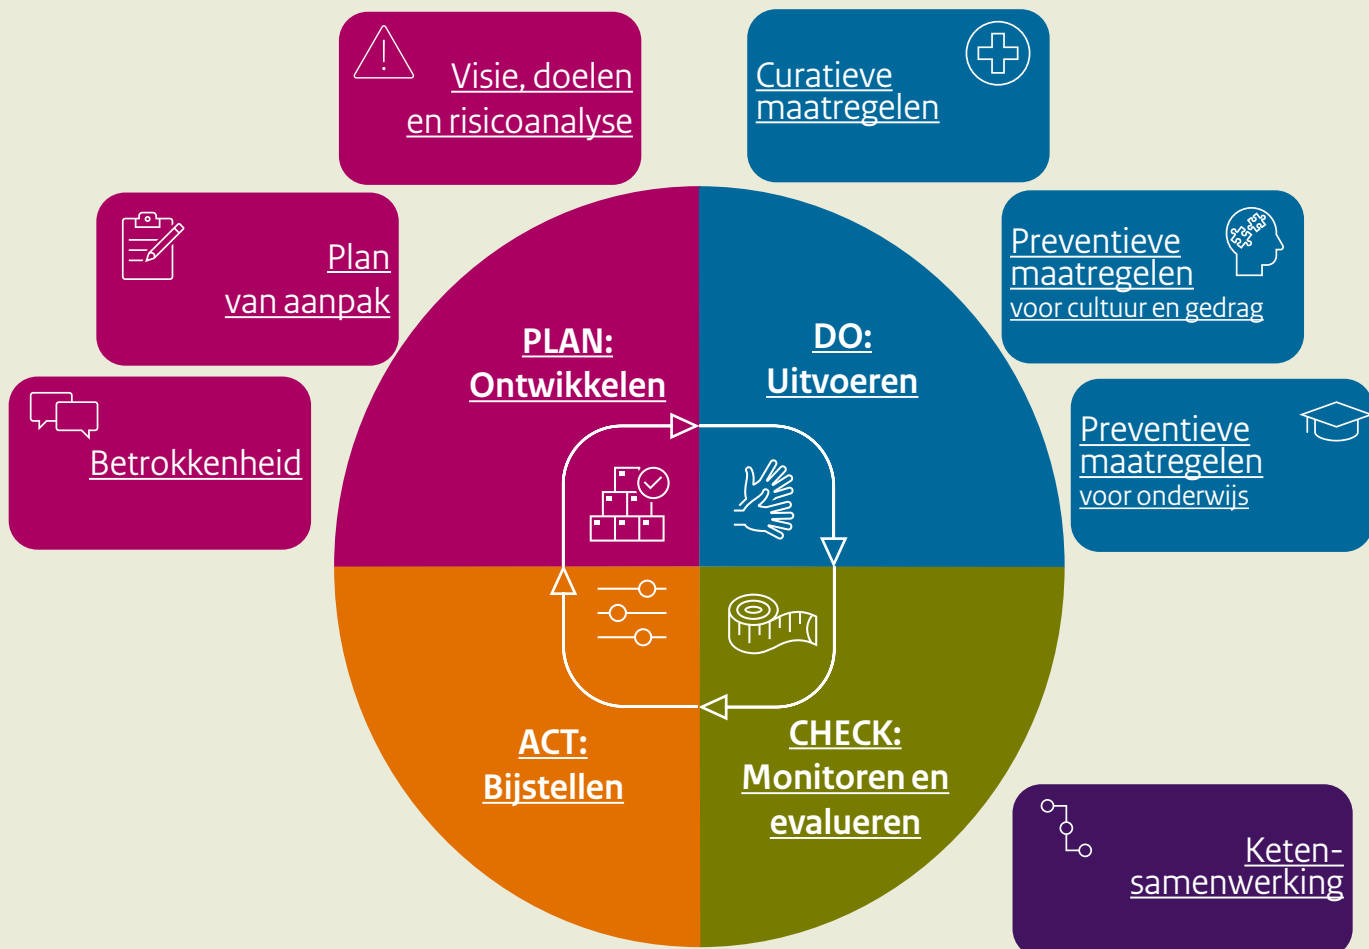 Visie, doelen
en risicoanalyse
Curatieve
maatregelen
Plan
van aanpak
Preventieve
maatregelen
voor cultuur en gedrag
Betrokkenheid
Preventieve
maatregelen
voor onderwijs
PLAN:
Ontwikkelen
DO:
Uitvoeren
ACT:
Bijstellen
CHECK:
Monitoren en
evalueren
Keten-
samenwerking